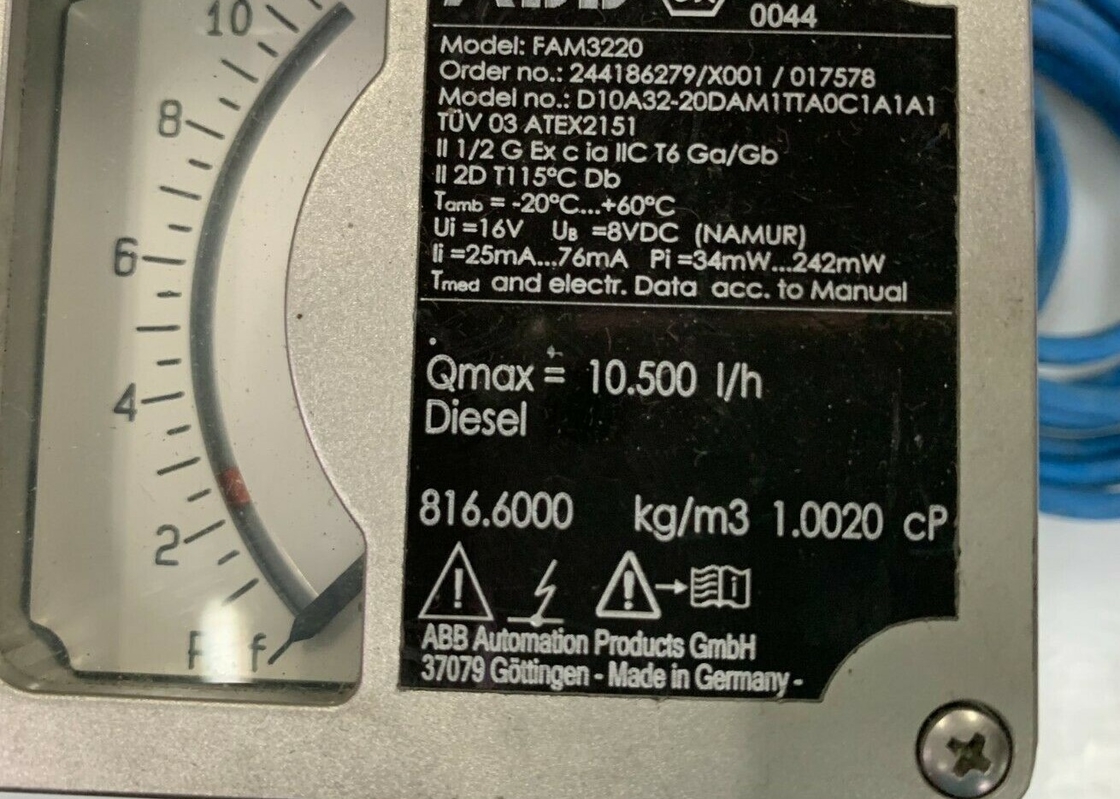 10
8
6
4
2
ABB
0044
Model: FAM3220
Order no.: 244186279/X001 / 017578
Model no.: D10A32-20DAM1TTA0C1A1A1
TÜV 03 ATEX2151
II 1/2 G Ex c ia IIC T6 Ga/Gb
II 2D T115°C Db
Tamb = -20°C...+60°C
Ui =16V UB =8VDC (NAMUR)
Ii =25mA...76mA Pi =34mW...242mW
Tmed and electr. Data acc. to Manual
Qmax = 10.500 l/h
Diesel
816.6000 kg/m3 1.0020 cP
ABB Automation Products GmbH
37079 Göttingen - Made in Germany -